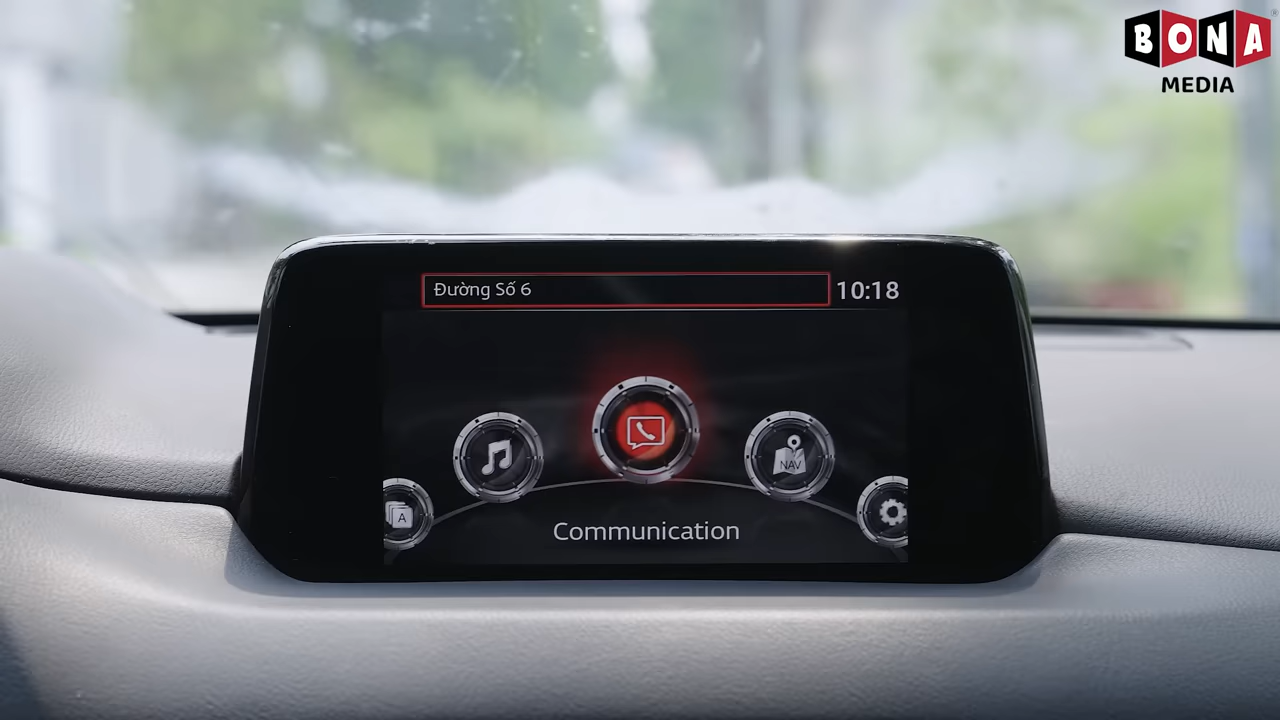 BONA
MEDIA
Đường Số 6
10:18
NAV
A
Communication